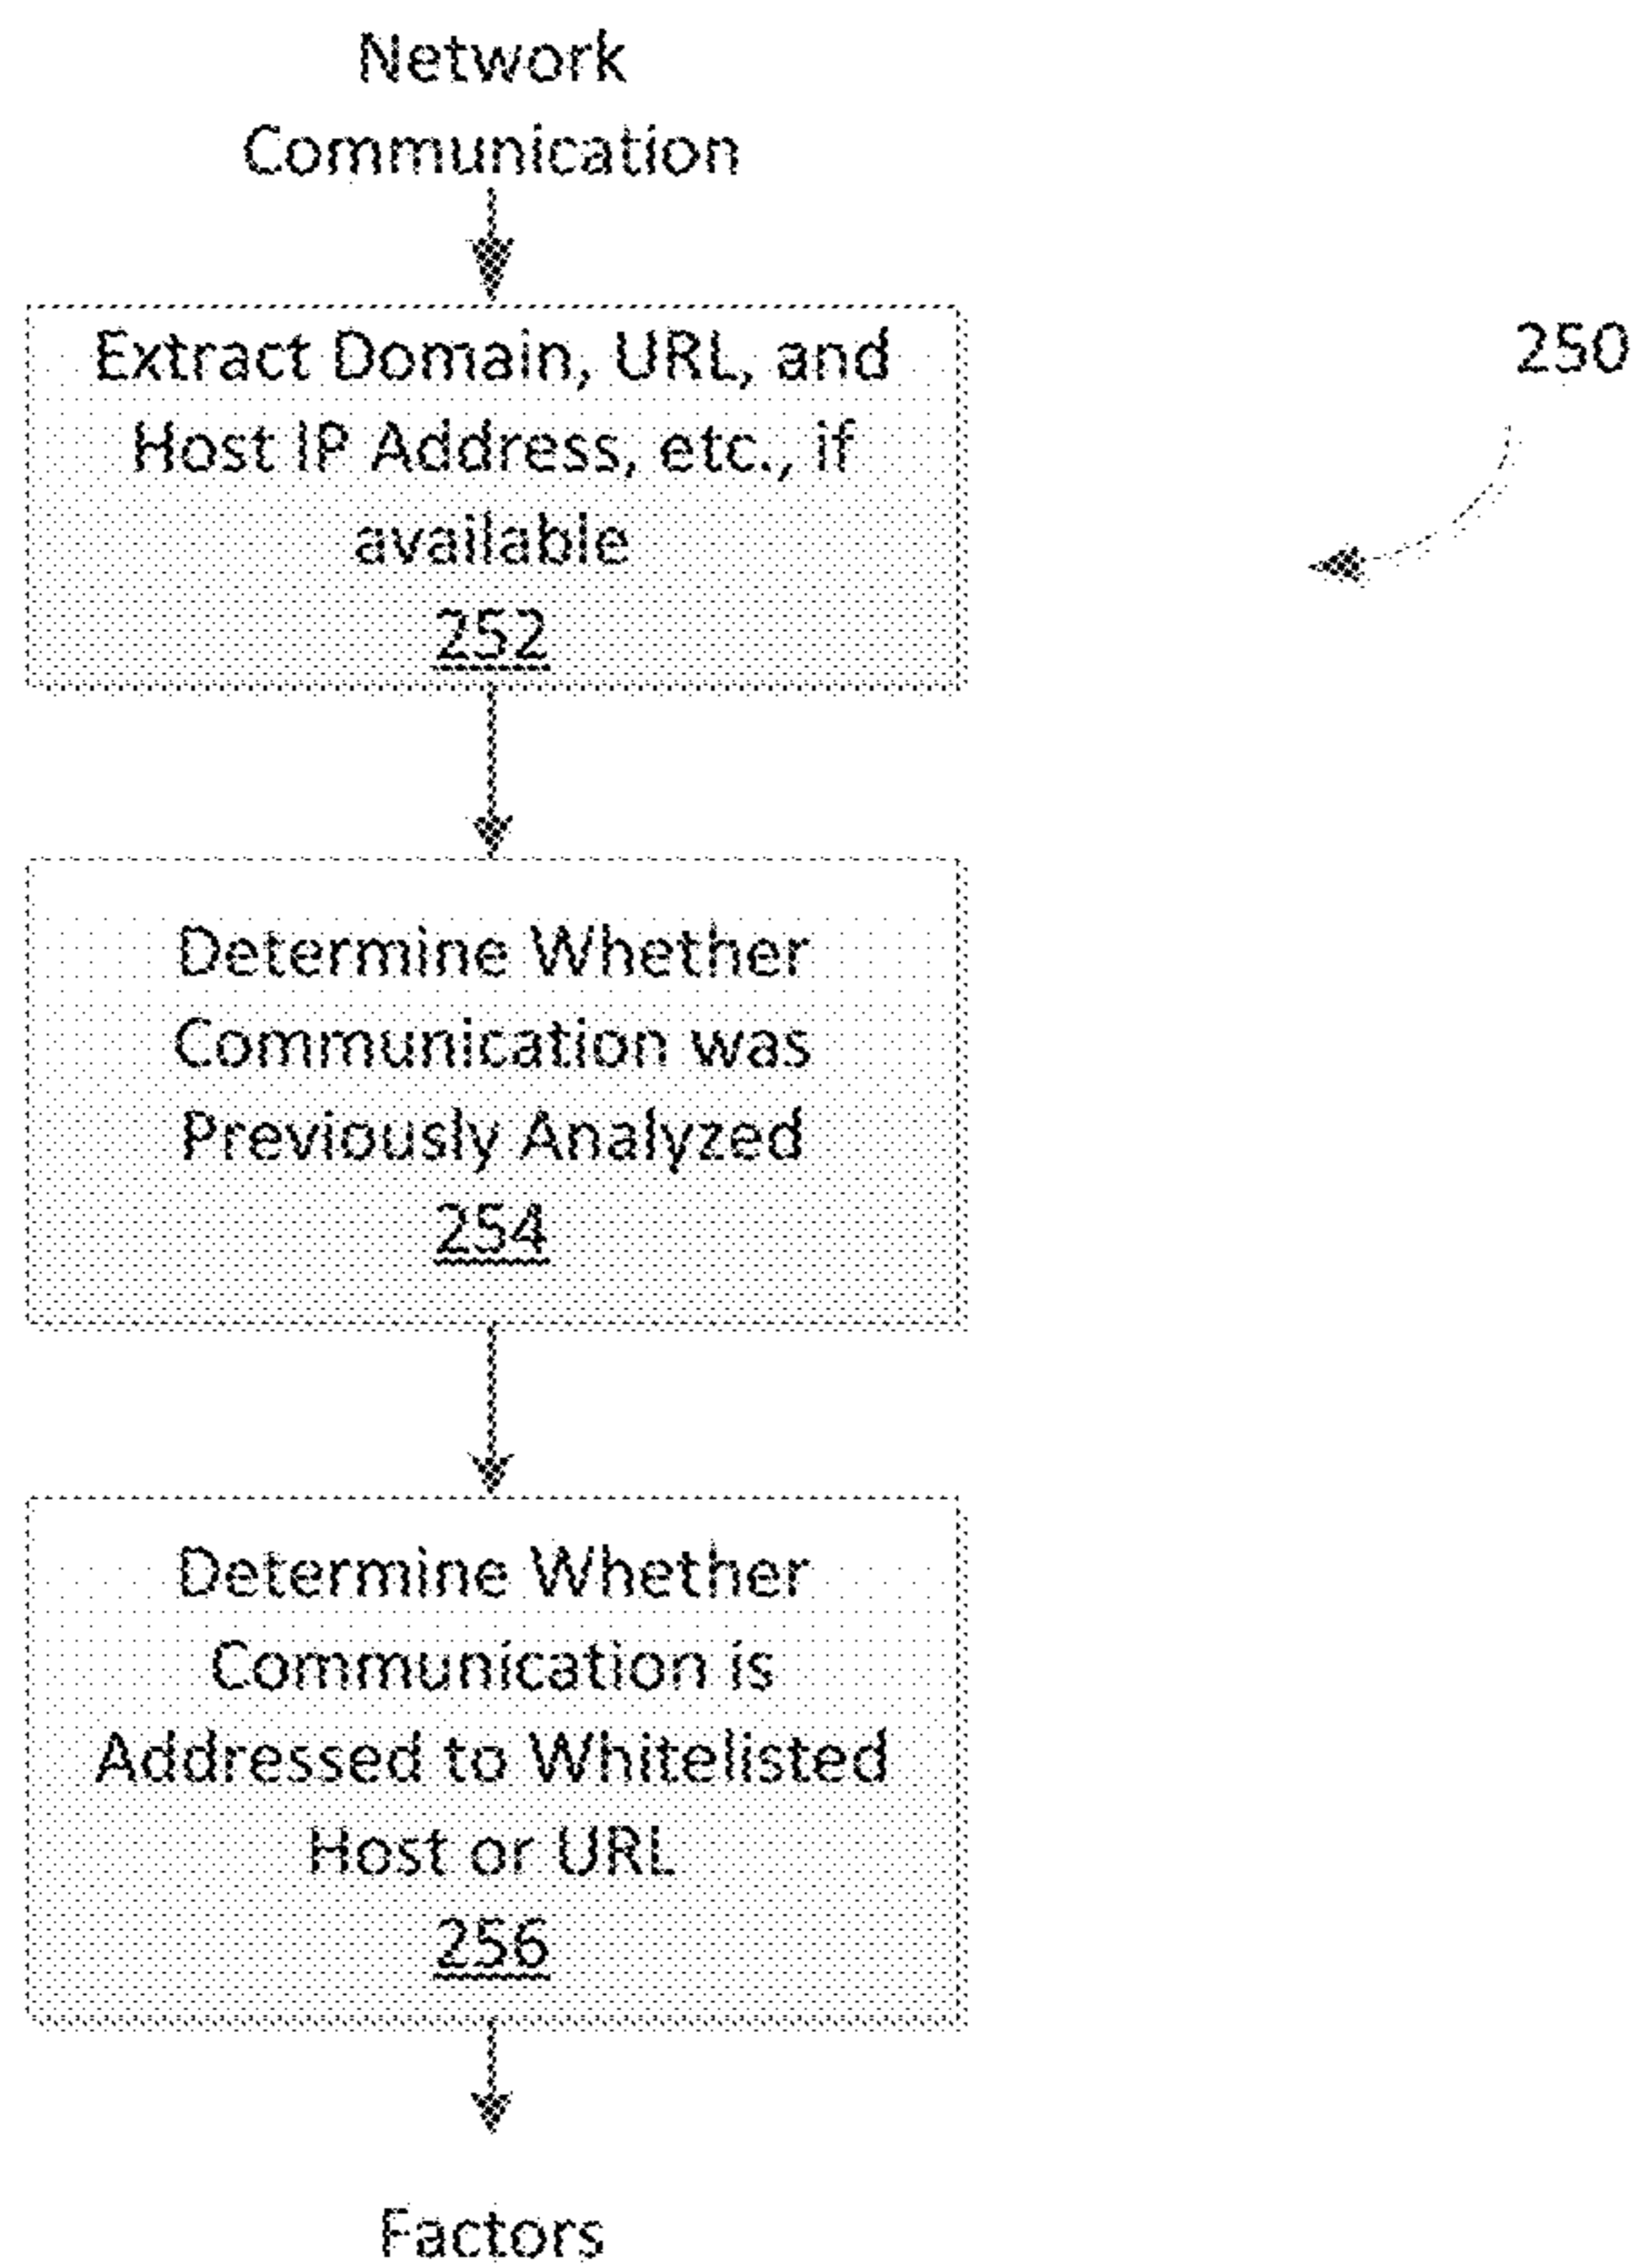 Network
Communication
Extract Domain, URL, and
Host IP Address, etc., if
available
252
250
Determine Whether
Communication was
Previously Analyzed
254
Determine Whether
Communication is
Addressed to Whitelisted
Host or URL
256
Factors